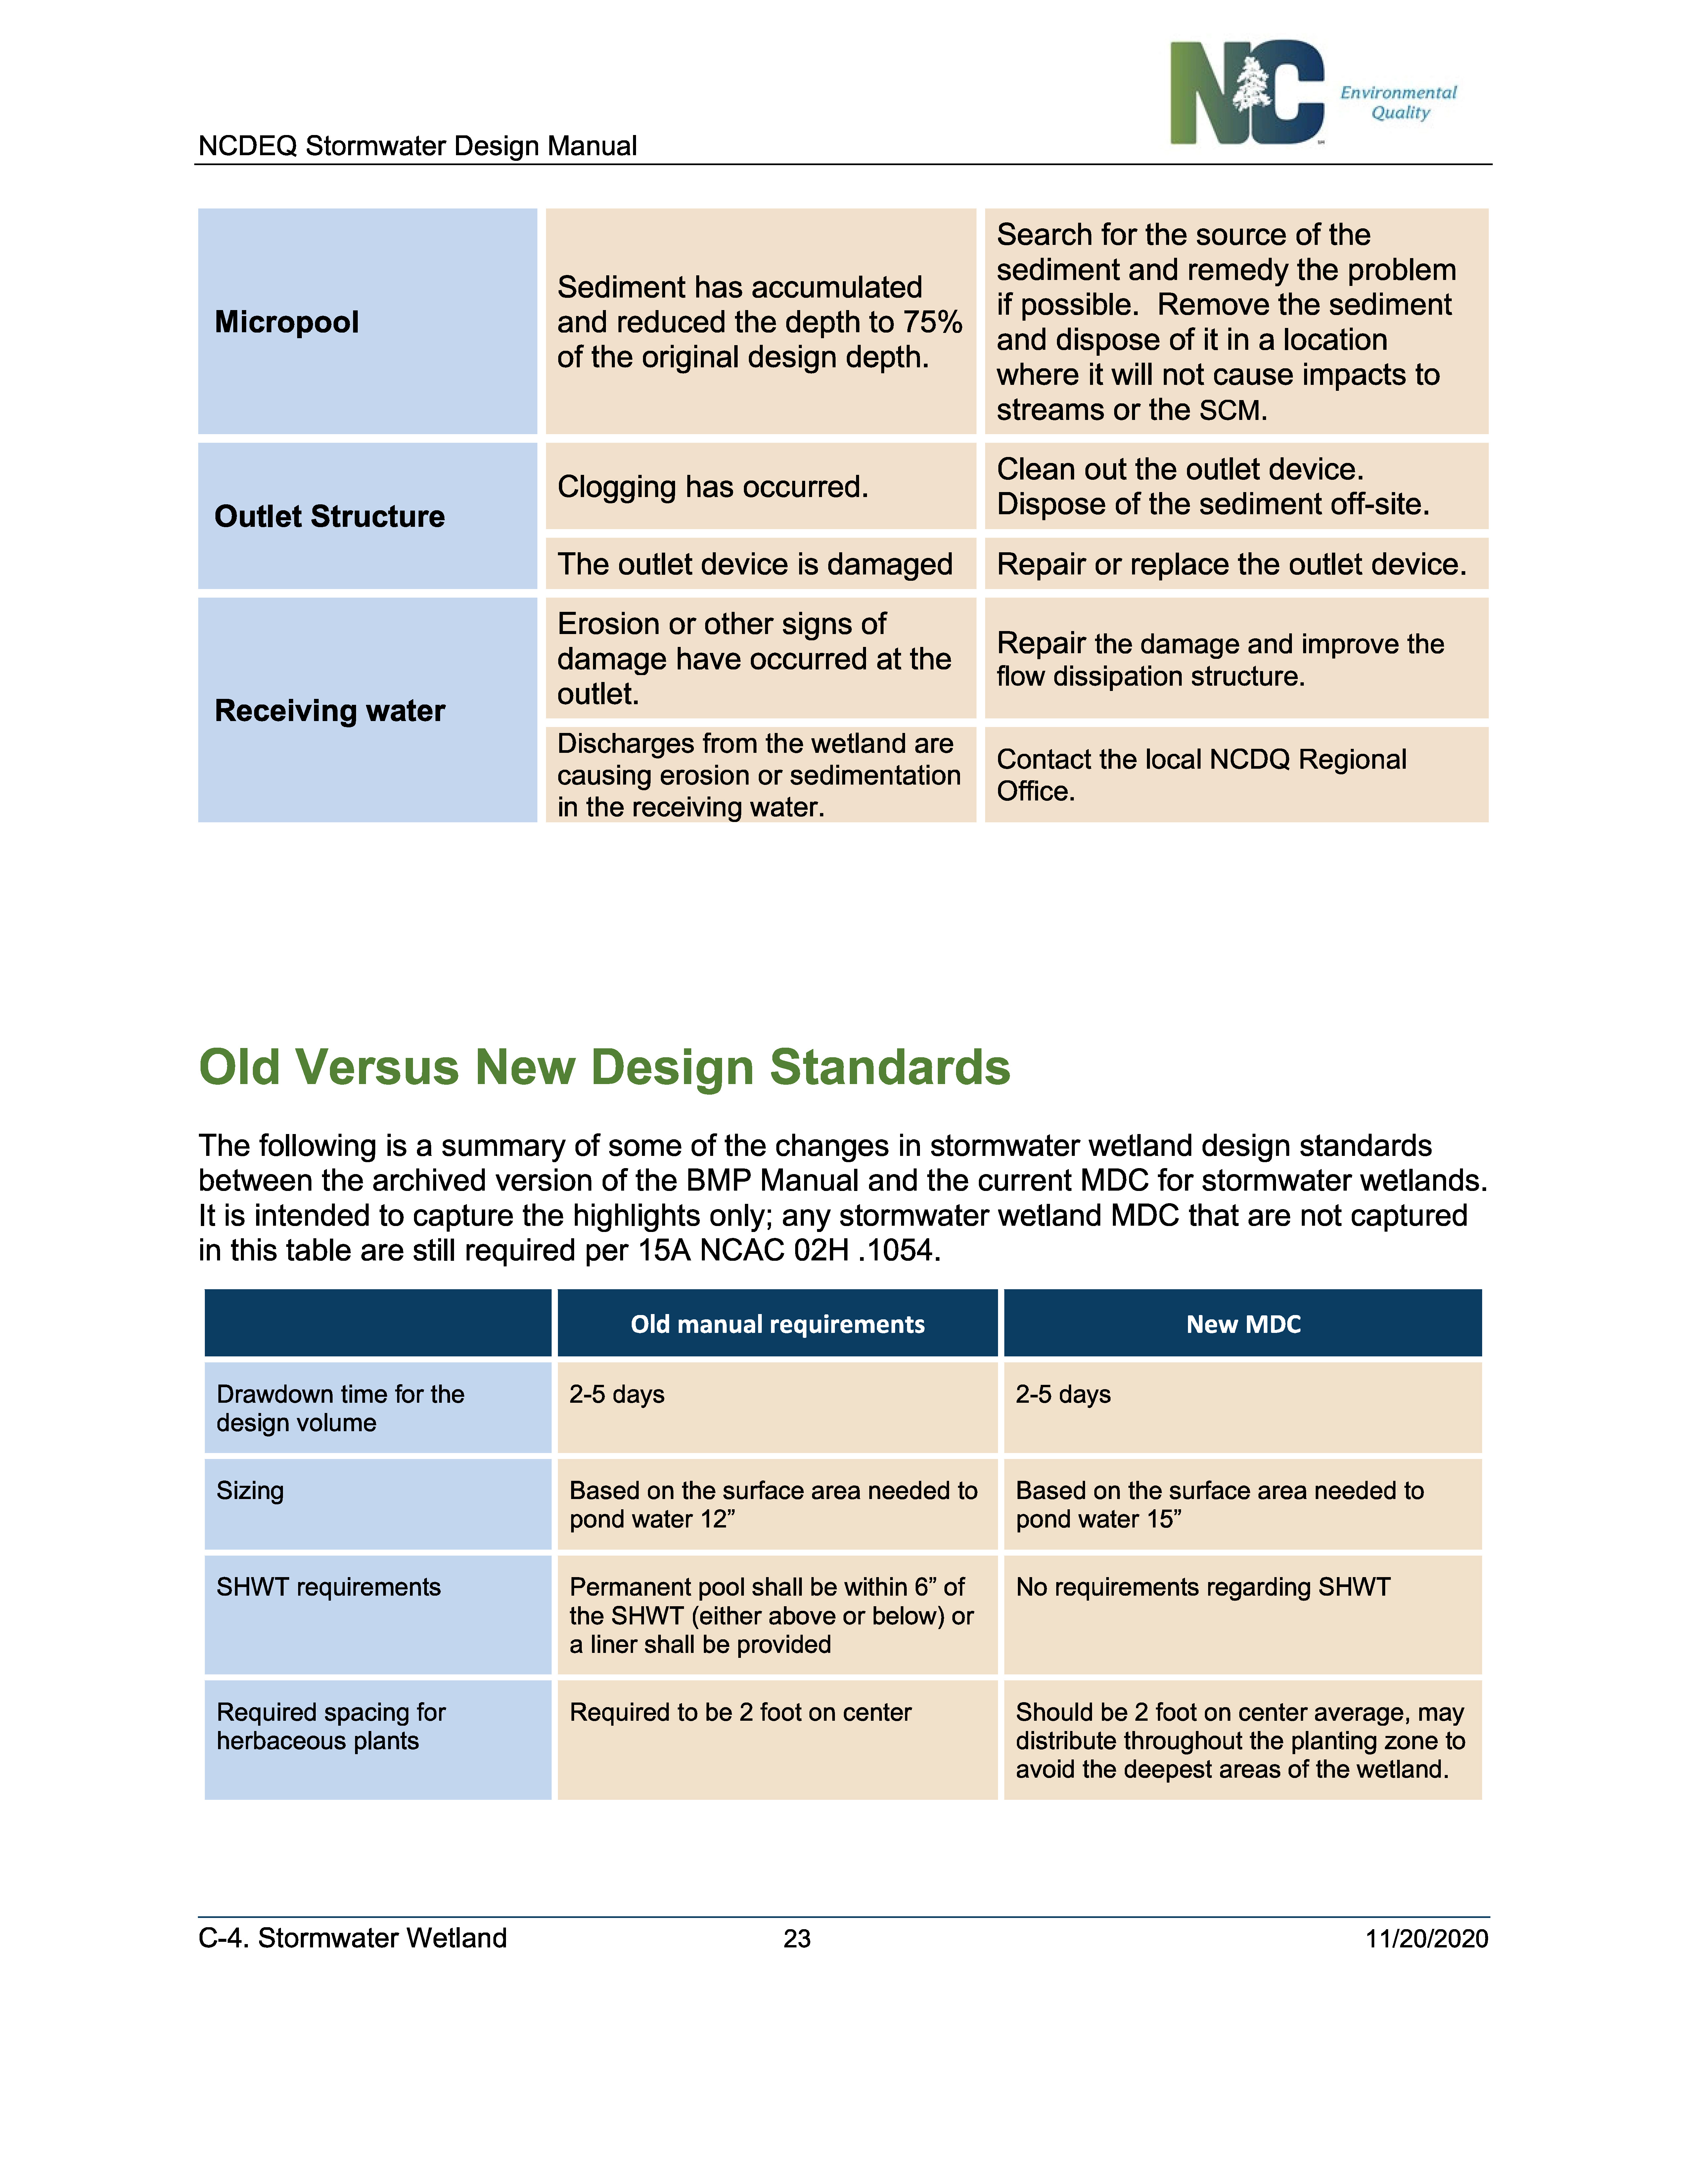 NC
Environmental
Quality
SM
NCDEQ Stormwater Design Manual
Micropool
Sediment has accumulated
and reduced the depth to 75%
of the original design depth.
Search for the source of the
sediment and remedy the problem
if possible.  Remove the sediment
and dispose of it in a location
where it will not cause impacts to
streams or the SCM.
Outlet Structure
Clogging has occurred.
Clean out the outlet device.
Dispose of the sediment off-site.
The outlet device is damaged
Repair or replace the outlet device.
Receiving water
Erosion or other signs of
damage have occurred at the
outlet.
Repair the damage and improve the
flow dissipation structure.
Discharges from the wetland are
causing erosion or sedimentation
in the receiving water.
Contact the local NCDQ Regional
Office.
Old Versus New Design Standards
The following is a summary of some of the changes in stormwater wetland design standards
between the archived version of the BMP Manual and the current MDC for stormwater wetlands.
It is intended to capture the highlights only; any stormwater wetland MDC that are not captured
in this table are still required per 15A NCAC 02H .1054.
Old manual requirements
New MDC
Drawdown time for the
design volume
2-5 days
2-5 days
Sizing
Based on the surface area needed to
pond water 12”
Based on the surface area needed to
pond water 15”
SHWT requirements
Permanent pool shall be within 6” of
the SHWT (either above or below) or
a liner shall be provided
No requirements regarding SHWT
Required spacing for
herbaceous plants
Required to be 2 foot on center
Should be 2 foot on center average, may
distribute throughout the planting zone to
avoid the deepest areas of the wetland.
C-4. Stormwater Wetland
23
11/20/2020